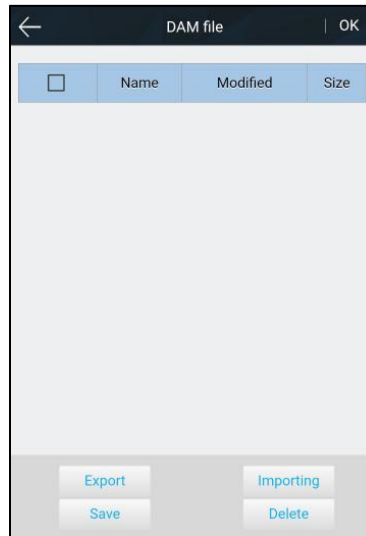 DAM file | OK
Name Modified Size
Export Importing
Save Delete